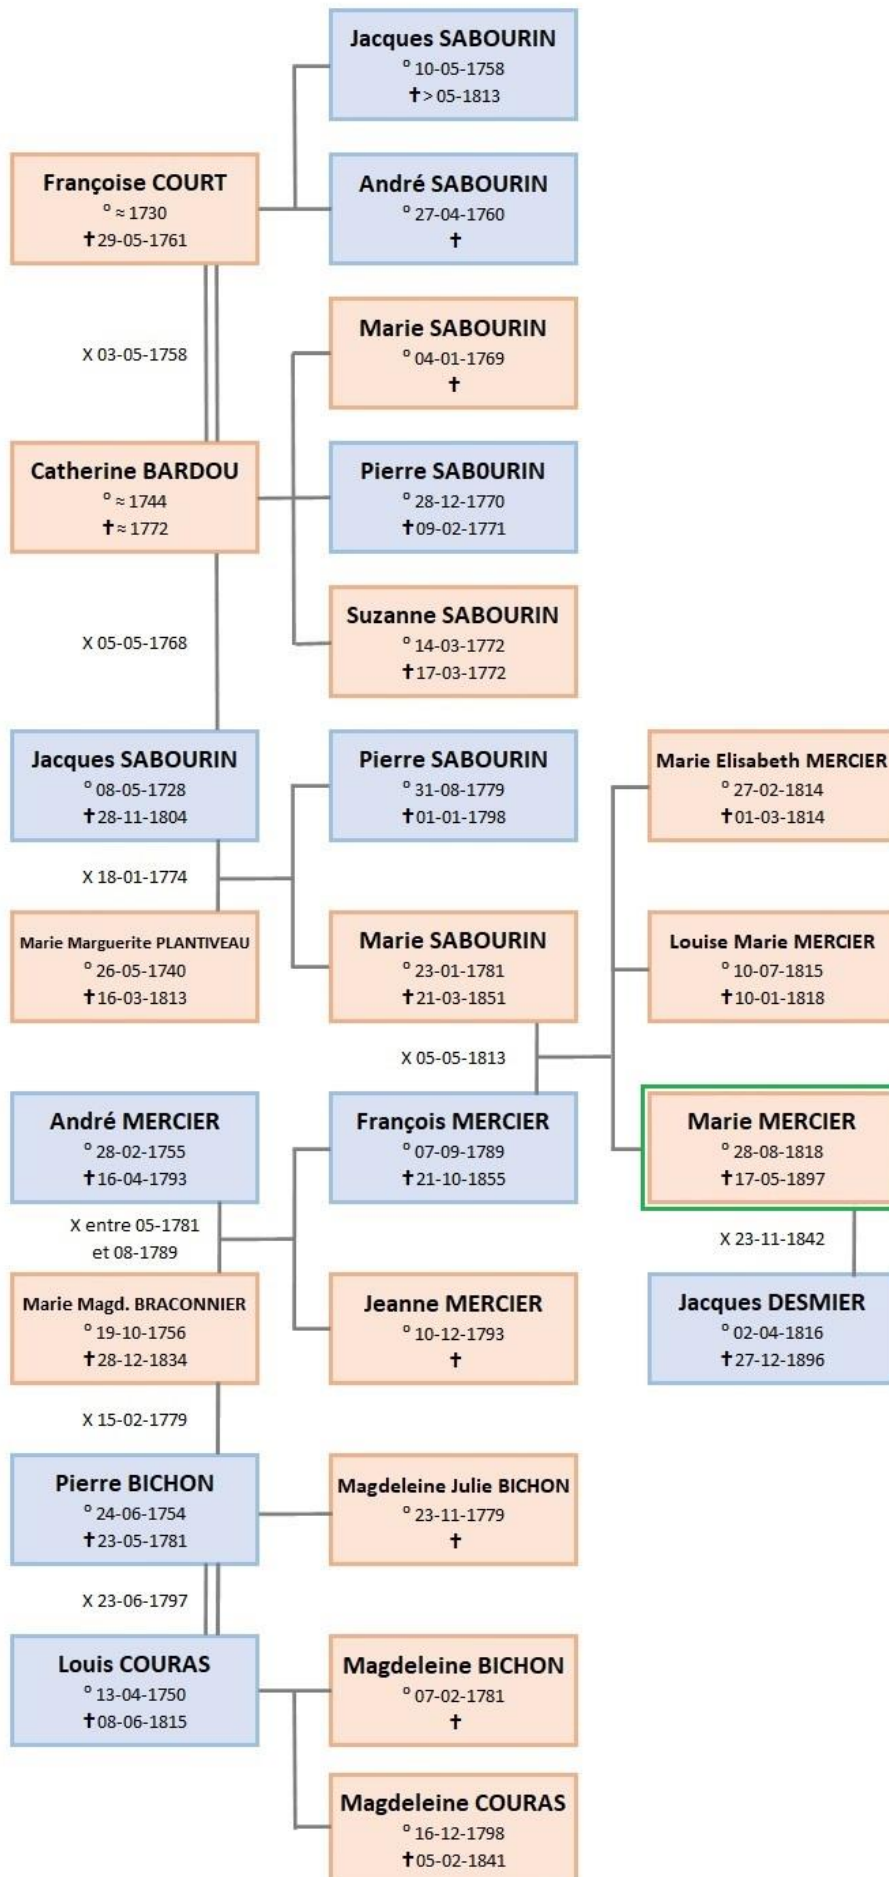 Jacques SABOURIN
° 10-05-1758
✝> 05-1813
Françoise COURT
° ≈ 1730
✝29-05-1761
André SABOURIN
° 27-04-1760
✝
X 03-05-1758
Marie SABOURIN
° 04-01-1769
✝
Catherine BARDOU
° ≈ 1744
✝≈ 1772
Pierre SAB0URIN
° 28-12-1770
✝09-02-1771
X 05-05-1768
Suzanne SABOURIN
° 14-03-1772
✝17-03-1772
Jacques SABOURIN
° 08-05-1728
✝28-11-1804
Pierre SABOURIN
° 31-08-1779
✝01-01-1798
Marie Elisabeth MERCIER
° 27-02-1814
✝01-03-1814
X 18-01-1774
Marie Marguerite PLANTIVEAU
° 26-05-1740
✝16-03-1813
Marie SABOURIN
° 23-01-1781
✝21-03-1851
Louise Marie MERCIER
° 10-07-1815
✝10-01-1818
X 05-05-1813
André MERCIER
° 28-02-1755
✝16-04-1793
François MERCIER
° 07-09-1789
✝21-10-1855
Marie MERCIER
° 28-08-1818
✝17-05-1897
X entre 05-1781
et 08-1789
X 23-11-1842
Marie Magd. BRACONNIER
° 19-10-1756
✝28-12-1834
Jeanne MERCIER
° 10-12-1793
✝
Jacques DESMIER
° 02-04-1816
✝27-12-1896
X 15-02-1779
Pierre BICHON
° 24-06-1754
✝23-05-1781
Magdeleine Julie BICHON
° 23-11-1779
✝
X 23-06-1797
Louis COURAS
° 13-04-1750
✝08-06-1815
Magdeleine BICHON
° 07-02-1781
✝
Magdeleine COURAS
° 16-12-1798
✝05-02-1841